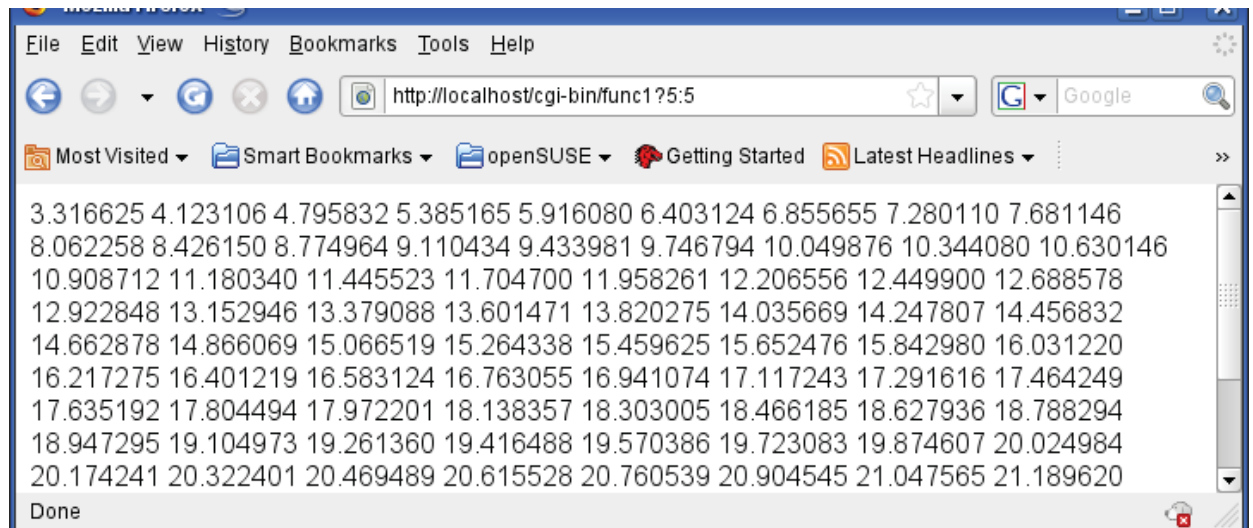 Mozilla Firefox
File Edit View History Bookmarks Tools Help
http://localhost/cgi-bin/func1?5:5 G Google
Most Visited Smart Bookmarks openSUSE Getting Started Latest Headlines »
3.316625 4.123106 4.795832 5.385165 5.916080 6.403124 6.855655 7.280110 7.681146
8.062258 8.426150 8.774964 9.110434 9.433981 9.746794 10.049876 10.344080 10.630146
10.908712 11.180340 11.445523 11.704700 11.958261 12.206556 12.449900 12.688578
12.922848 13.152946 13.379088 13.601471 13.820275 14.035669 14.247807 14.456832
14.662878 14.866069 15.066519 15.264338 15.459625 15.652476 15.842980 16.031220
16.217275 16.401219 16.583124 16.763055 16.941074 17.117243 17.291616 17.464249
17.635192 17.804494 17.972201 18.138357 18.303005 18.466185 18.627936 18.788294
18.947295 19.104973 19.261360 19.416488 19.570386 19.723083 19.874607 20.024984
20.174241 20.322401 20.469489 20.615528 20.760539 20.904545 21.047565 21.189620
Done